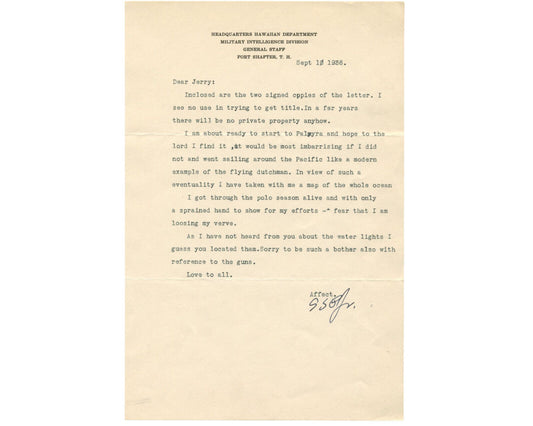 HEADQUARTERS HAWAIIAN DEPARTMENT
MILITARY INTELLIGENCE DIVISION
GENERAL STAFF
FORT SHAFTER, T. H.
Sept 10 1936.
Dear Jerry:
Inclosed are the two signed oppies of the letter. I
see no use in trying to get title.In a fer years
there will be no private property anyhow.
I am about ready to start to Palmyra and hope to the
lord I find it ,it would be most imbarrizing if I did
not and went sailing around the Pacific like a modern
example of the flying dutchman. In view of such a
eventuality I have taken with me a map of the whole ocean
I got through the polo season alive and with only
a sprained hand to show for my efforts -" fear that I am
loosing my verve.
As I have not heard from you about the water lights I
guess you located them.Sorry to be such a bother also with
reference to the guns.
Love to all.
Affect.
GSP Jr.